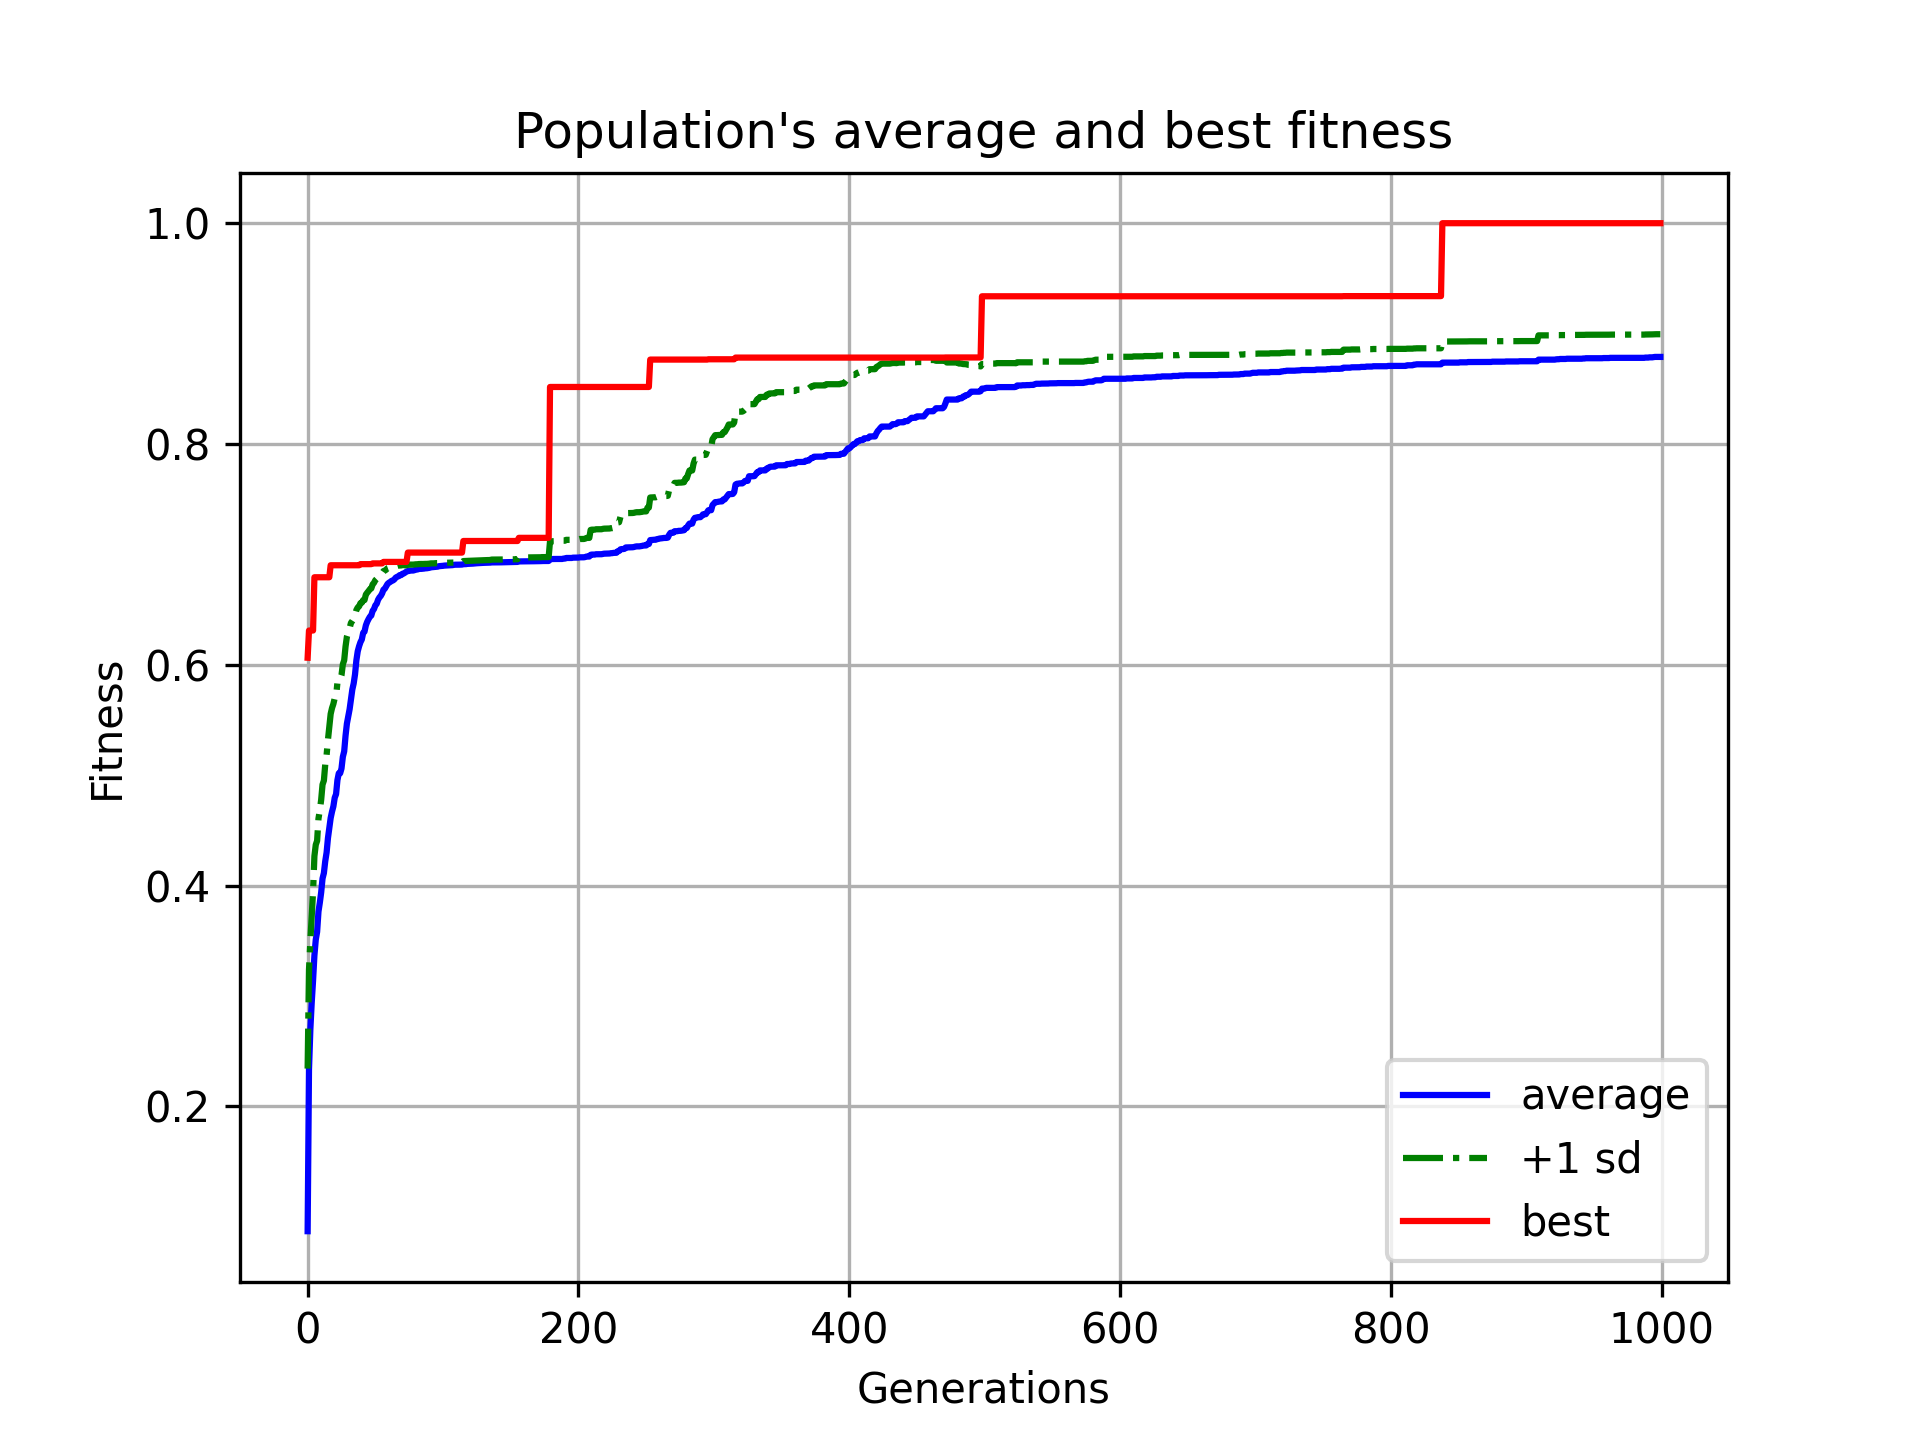 Population's average and best fitness
1.0
0.8
0.6
0.4
0.2
Fitness
0 200 400 600 800 1000
Generations
average
+1 sd
best